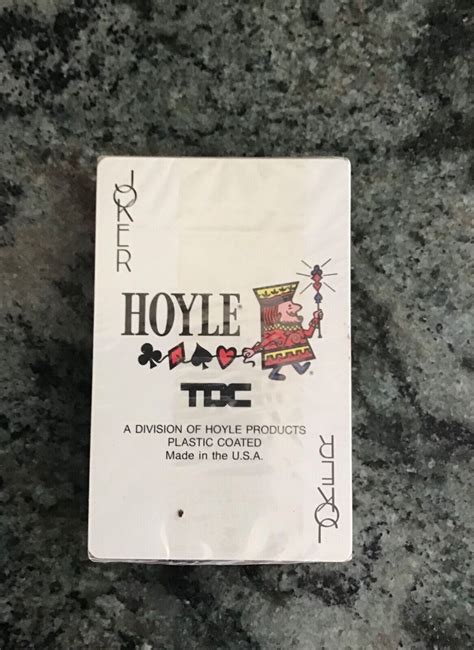 JOKER
HOYLE
TDC
A DIVISION OF HOYLE PRODUCTS
PLASTIC COATED
Made in the U.S.A.
JOKER